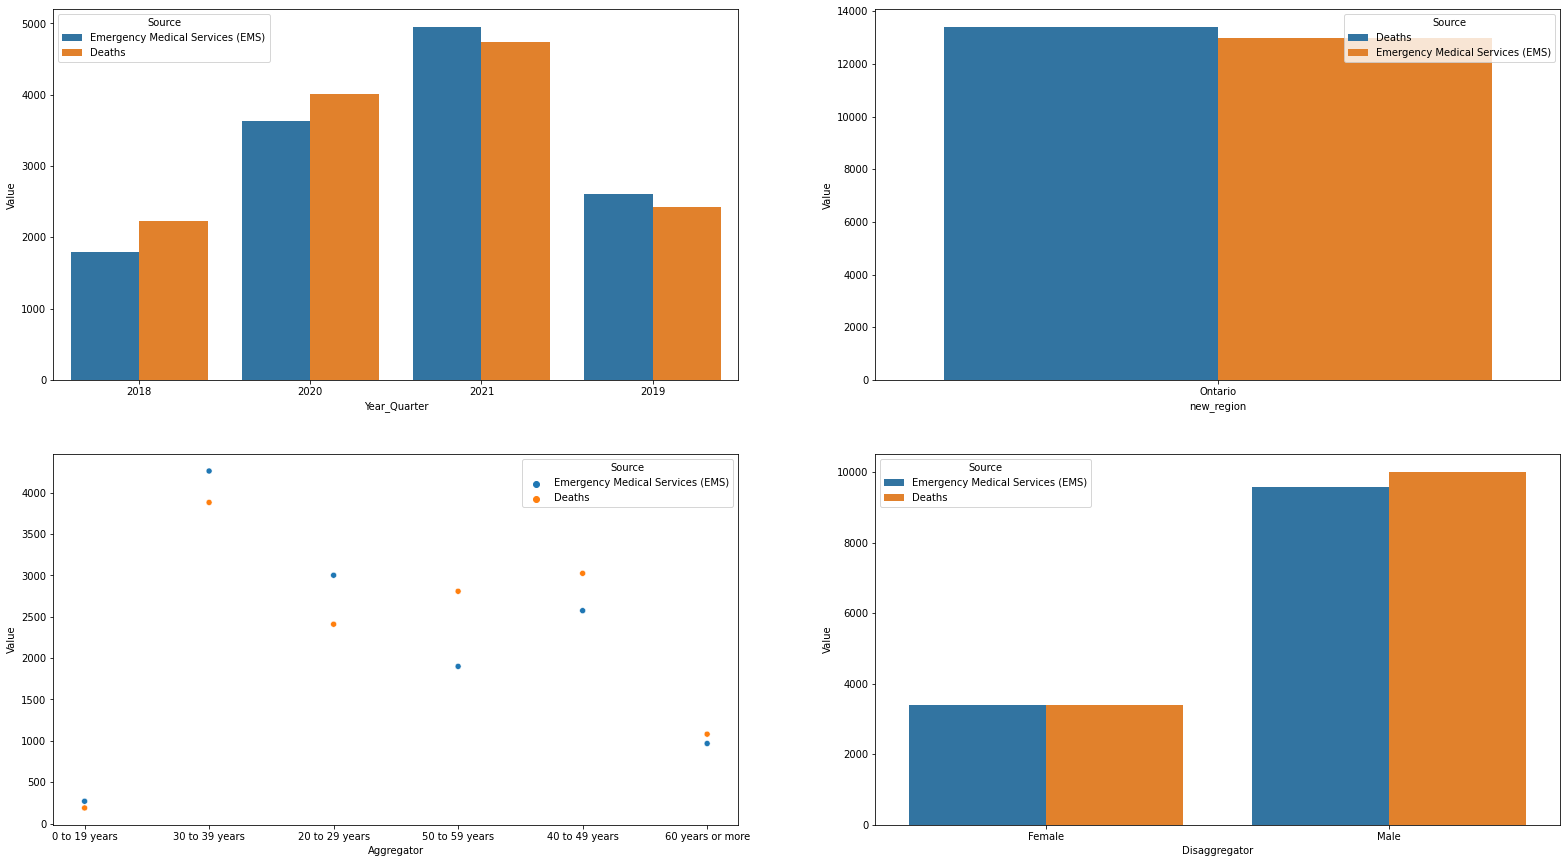 Source
Emergency Medical Services (EMS)
Deaths
5000
4000
3000
2000
1000
0
Value
2018 2020 2021 2019
Year_Quarter
Source
Deaths
Emergency Medical Services (EMS)
14000
12000
10000
8000
6000
4000
2000
0
Value
Ontario
new_region
Source
Emergency Medical Services (EMS)
Deaths
4000
3500
3000
2500
2000
1500
1000
500
0
Value
0 to 19 years 30 to 39 years 20 to 29 years 50 to 59 years 40 to 49 years 60 years or more
Aggregator
Source
Emergency Medical Services (EMS)
Deaths
10000
8000
6000
4000
2000
0
Value
Female Male
Disaggregator